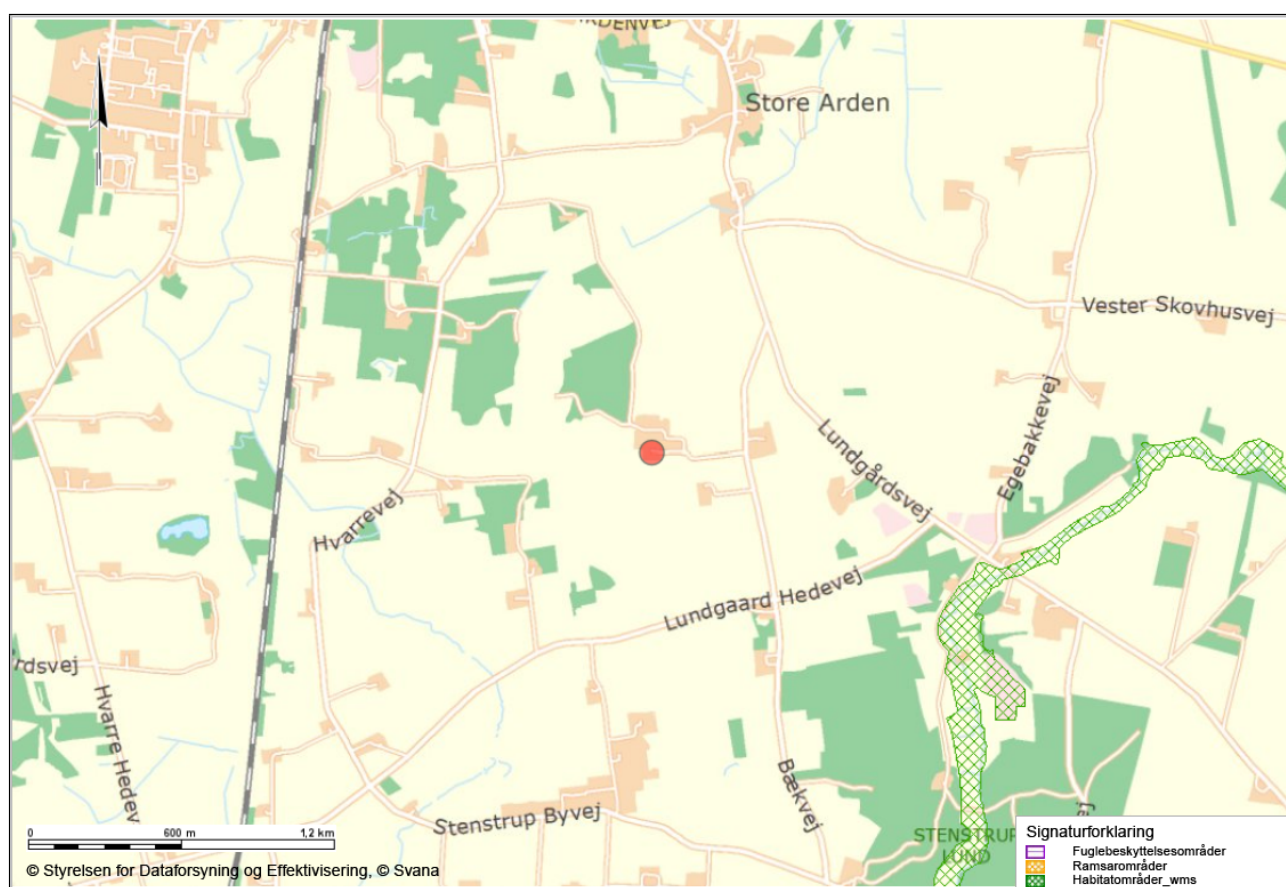 Store Arden
Vester Skovhusvej
Egebakkevej
Lundgårdsvej
Hvarrevej
Lundgaard Hedevej
rdsvej
Hvarre Hedev
Bækvej
Stenstrup Byvej
STENSTRUP
LUND
0 600 m 1,2 km
© Styrelsen for Dataforsyning og Effektivisering, © Svana
Signaturforklaring
Fuglebeskyttelsesområder
Ramsarområder
Habitatområder_wms